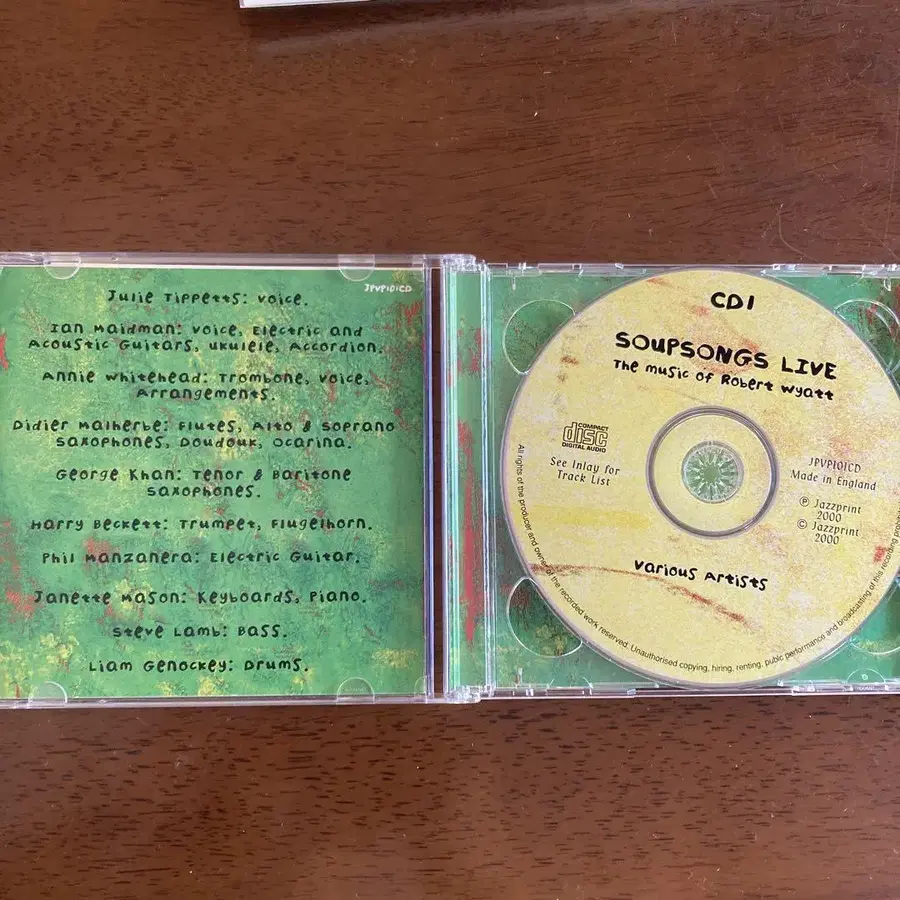 JPVP101CD
Julie Tippetts: Voice.
Ian Maidman: Voice, Electric and
Acoustic Guitars, Ukulele, Accordion.
Annie Whitehead: Trombone, Voice,
Arrangements.
Didier Malherbe: Flutes, Alto & Soprano
Saxophones, Doudouk, Ocarina.
George Khan: Tenor & Baritone
Saxophones.
Harry Beckett: Trumpet, Flugelhorn.
Phil Manzanera: Electric Guitar.
Janette Mason: Keyboards, Piano.
Steve Lamb: Bass.
Liam Genockey: Drums.
CD1
SOUPSONGS LIVE
The music of Robert Wyatt
COMPACT
disc
DIGITAL AUDIO
See Inlay for
Track List
JPVP101CD
Made in England
℗ Jazzprint
2000
© Jazzprint
2000
Various Artists
All rights of the producer and owner of the recorded work reserved. Unauthorised copying, hiring, renting, pubic performance and broadcasting of this recording prohibited